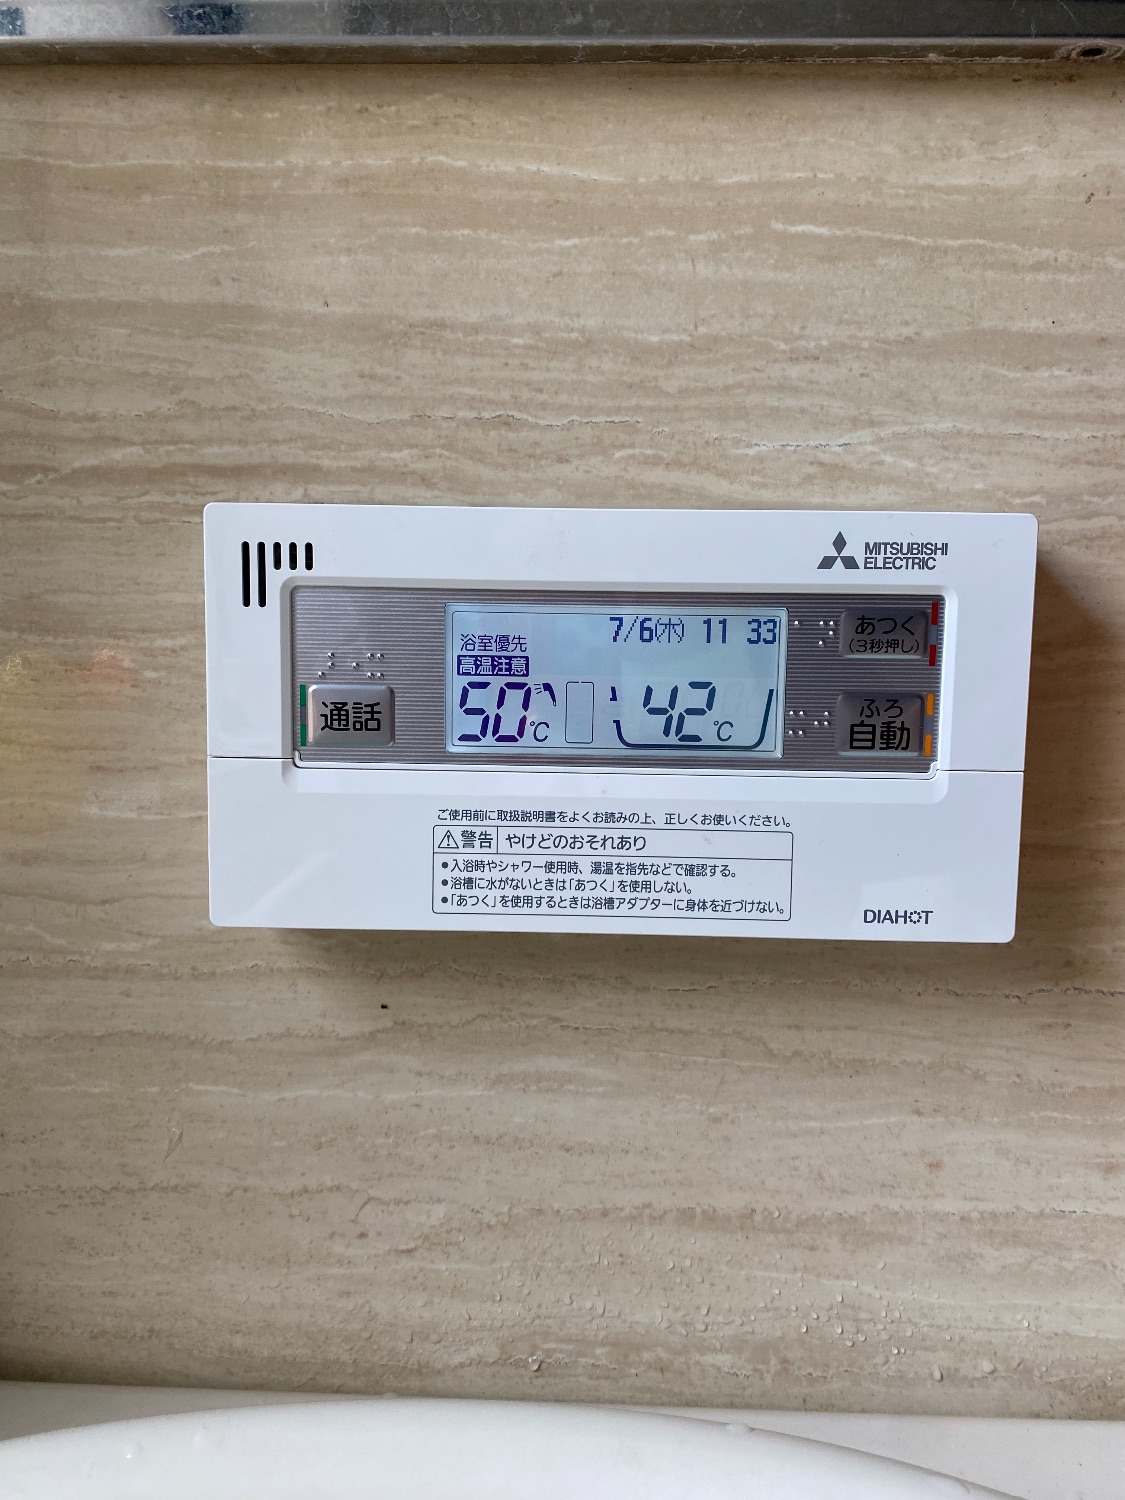 MITSUBISHI
ELECTRIC
7/6(木) 11 33
浴室優先
高温注意
50℃
42℃
あつく
(3秒押し)
通話
ふろ
自動
ご使用前に取扱説明書をよくお読みの上、正しくお使いください。
⚠警告 やけどのおそれあり
●入浴時やシャワー使用時、湯温を指先などで確認する。
●浴槽に水がないときは「あつく」を使用しない。
●「あつく」を使用するときは浴槽アダプターに身体を近づけない。
DIAHOT